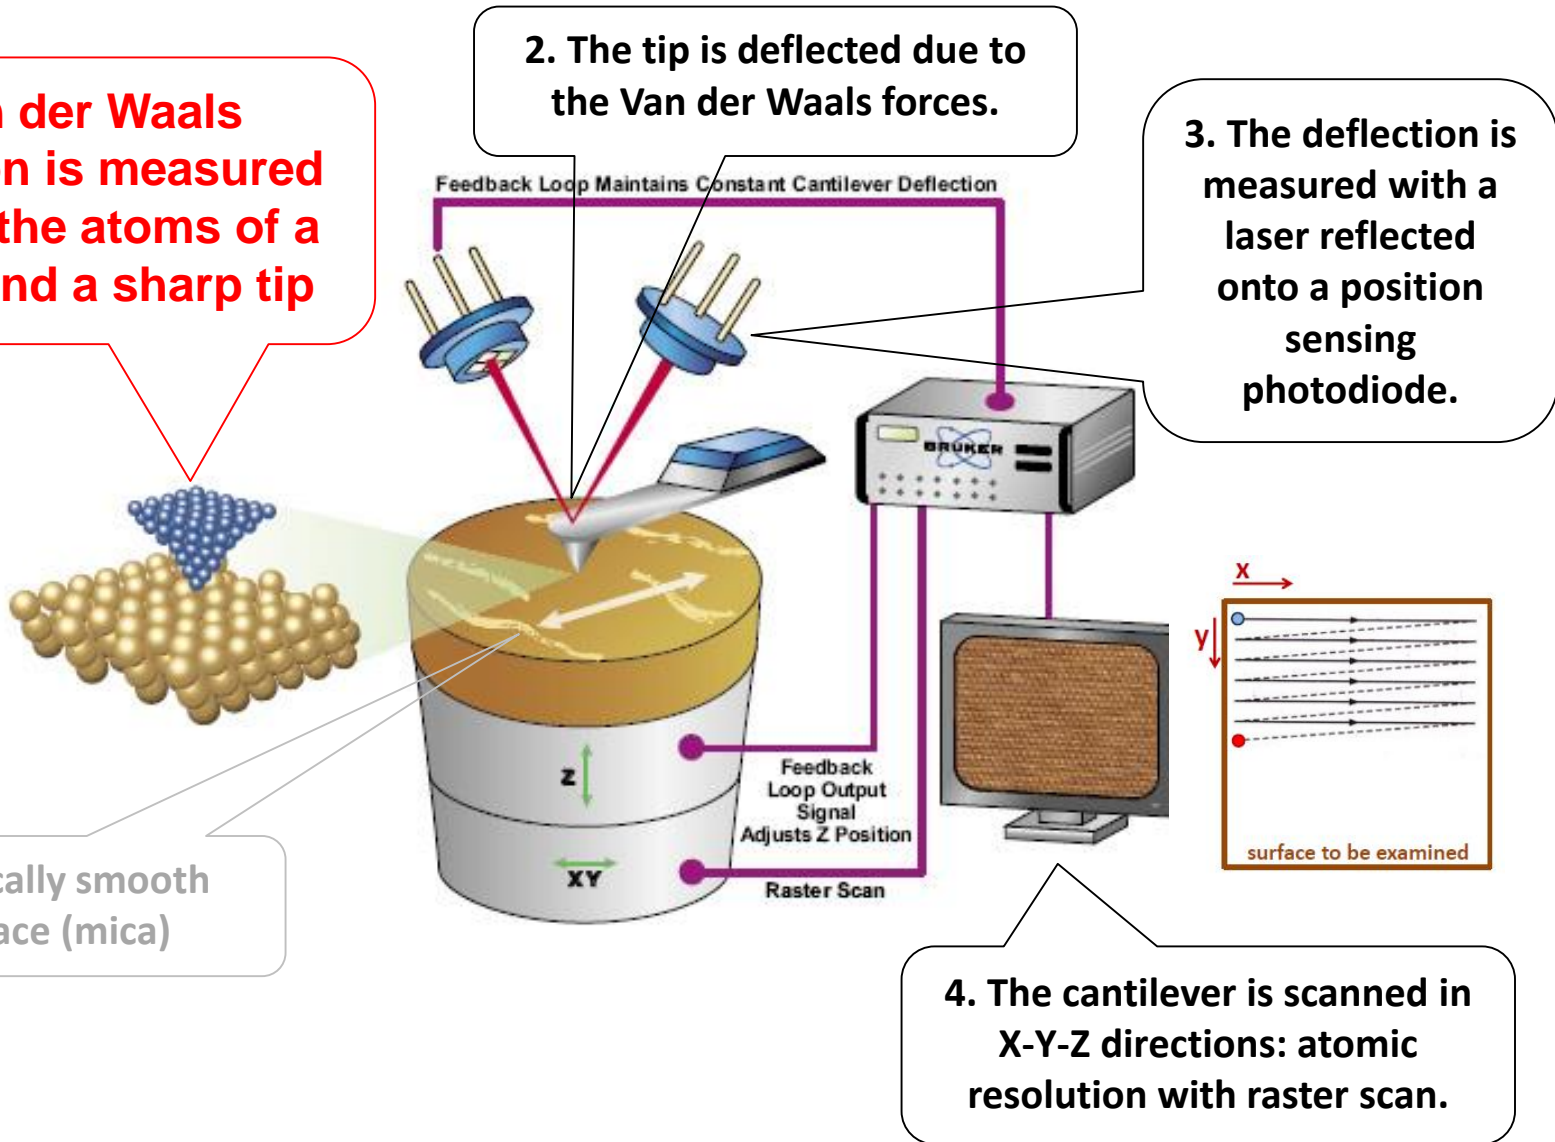 der Waals
is measured
the atoms of a
a sharp tip
2. The tip is deflected due to
the Van der Waals forces.
3. The deflection is
measured with a
laser reflected
onto a position
sensing
photodiode.
Feedback Loop Maintains Constant Cantilever Deflection
BRUKER
Z
XY
Feedback
Loop Output
Signal
Adjusts Z Position
Raster Scan
x
y
surface to be examined
smooth
(mica)
4. The cantilever is scanned in
X-Y-Z directions: atomic
resolution with raster scan.